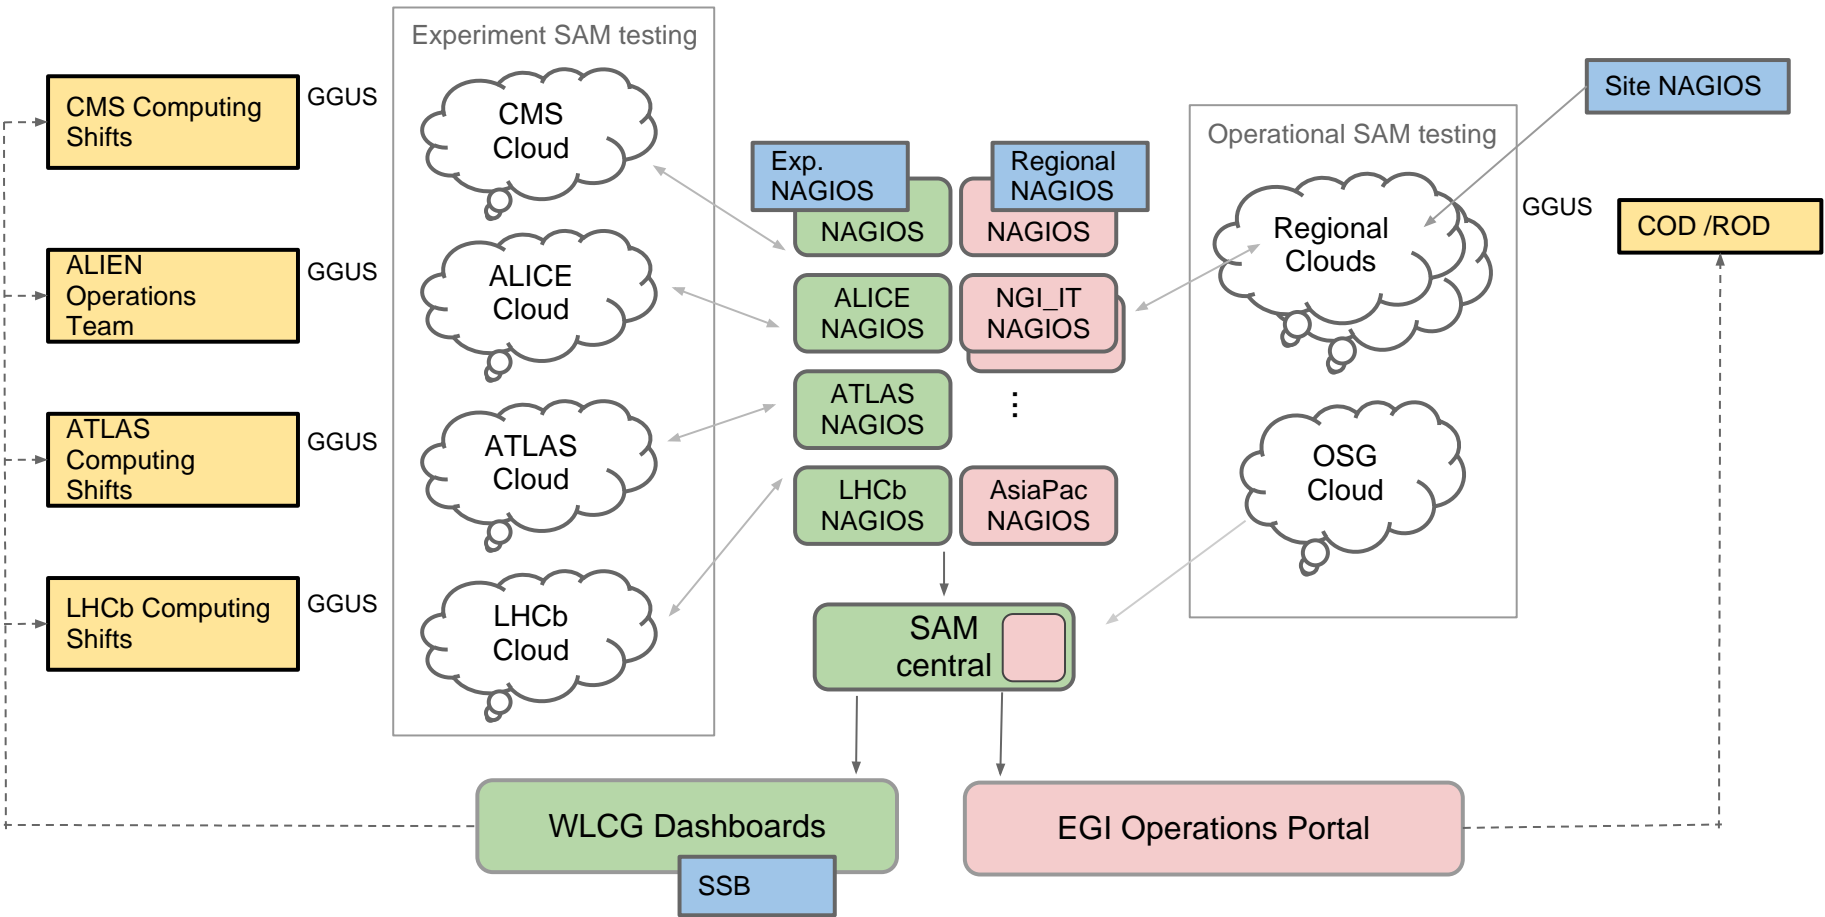 Experiment SAM testing
CMS Computing
Shifts
GGUS
CMS
Cloud
ALIEN
Operations
Team
GGUS
ALICE
Cloud
ATLAS
Computing
Shifts
GGUS
ATLAS
Cloud
LHCb Computing
Shifts
GGUS
LHCb
Cloud
Exp.
NAGIOS
NAGIOS
Regional
NAGIOS
NAGIOS
ALICE
NAGIOS
NGI_IT
NAGIOS
ATLAS
NAGIOS
...
LHCb
NAGIOS
AsiaPac
NAGIOS
SAM
central
Operational SAM testing
Site NAGIOS
Regional
Clouds
GGUS
COD /ROD
OSG
Cloud
WLCG Dashboards
SSB
EGI Operations Portal